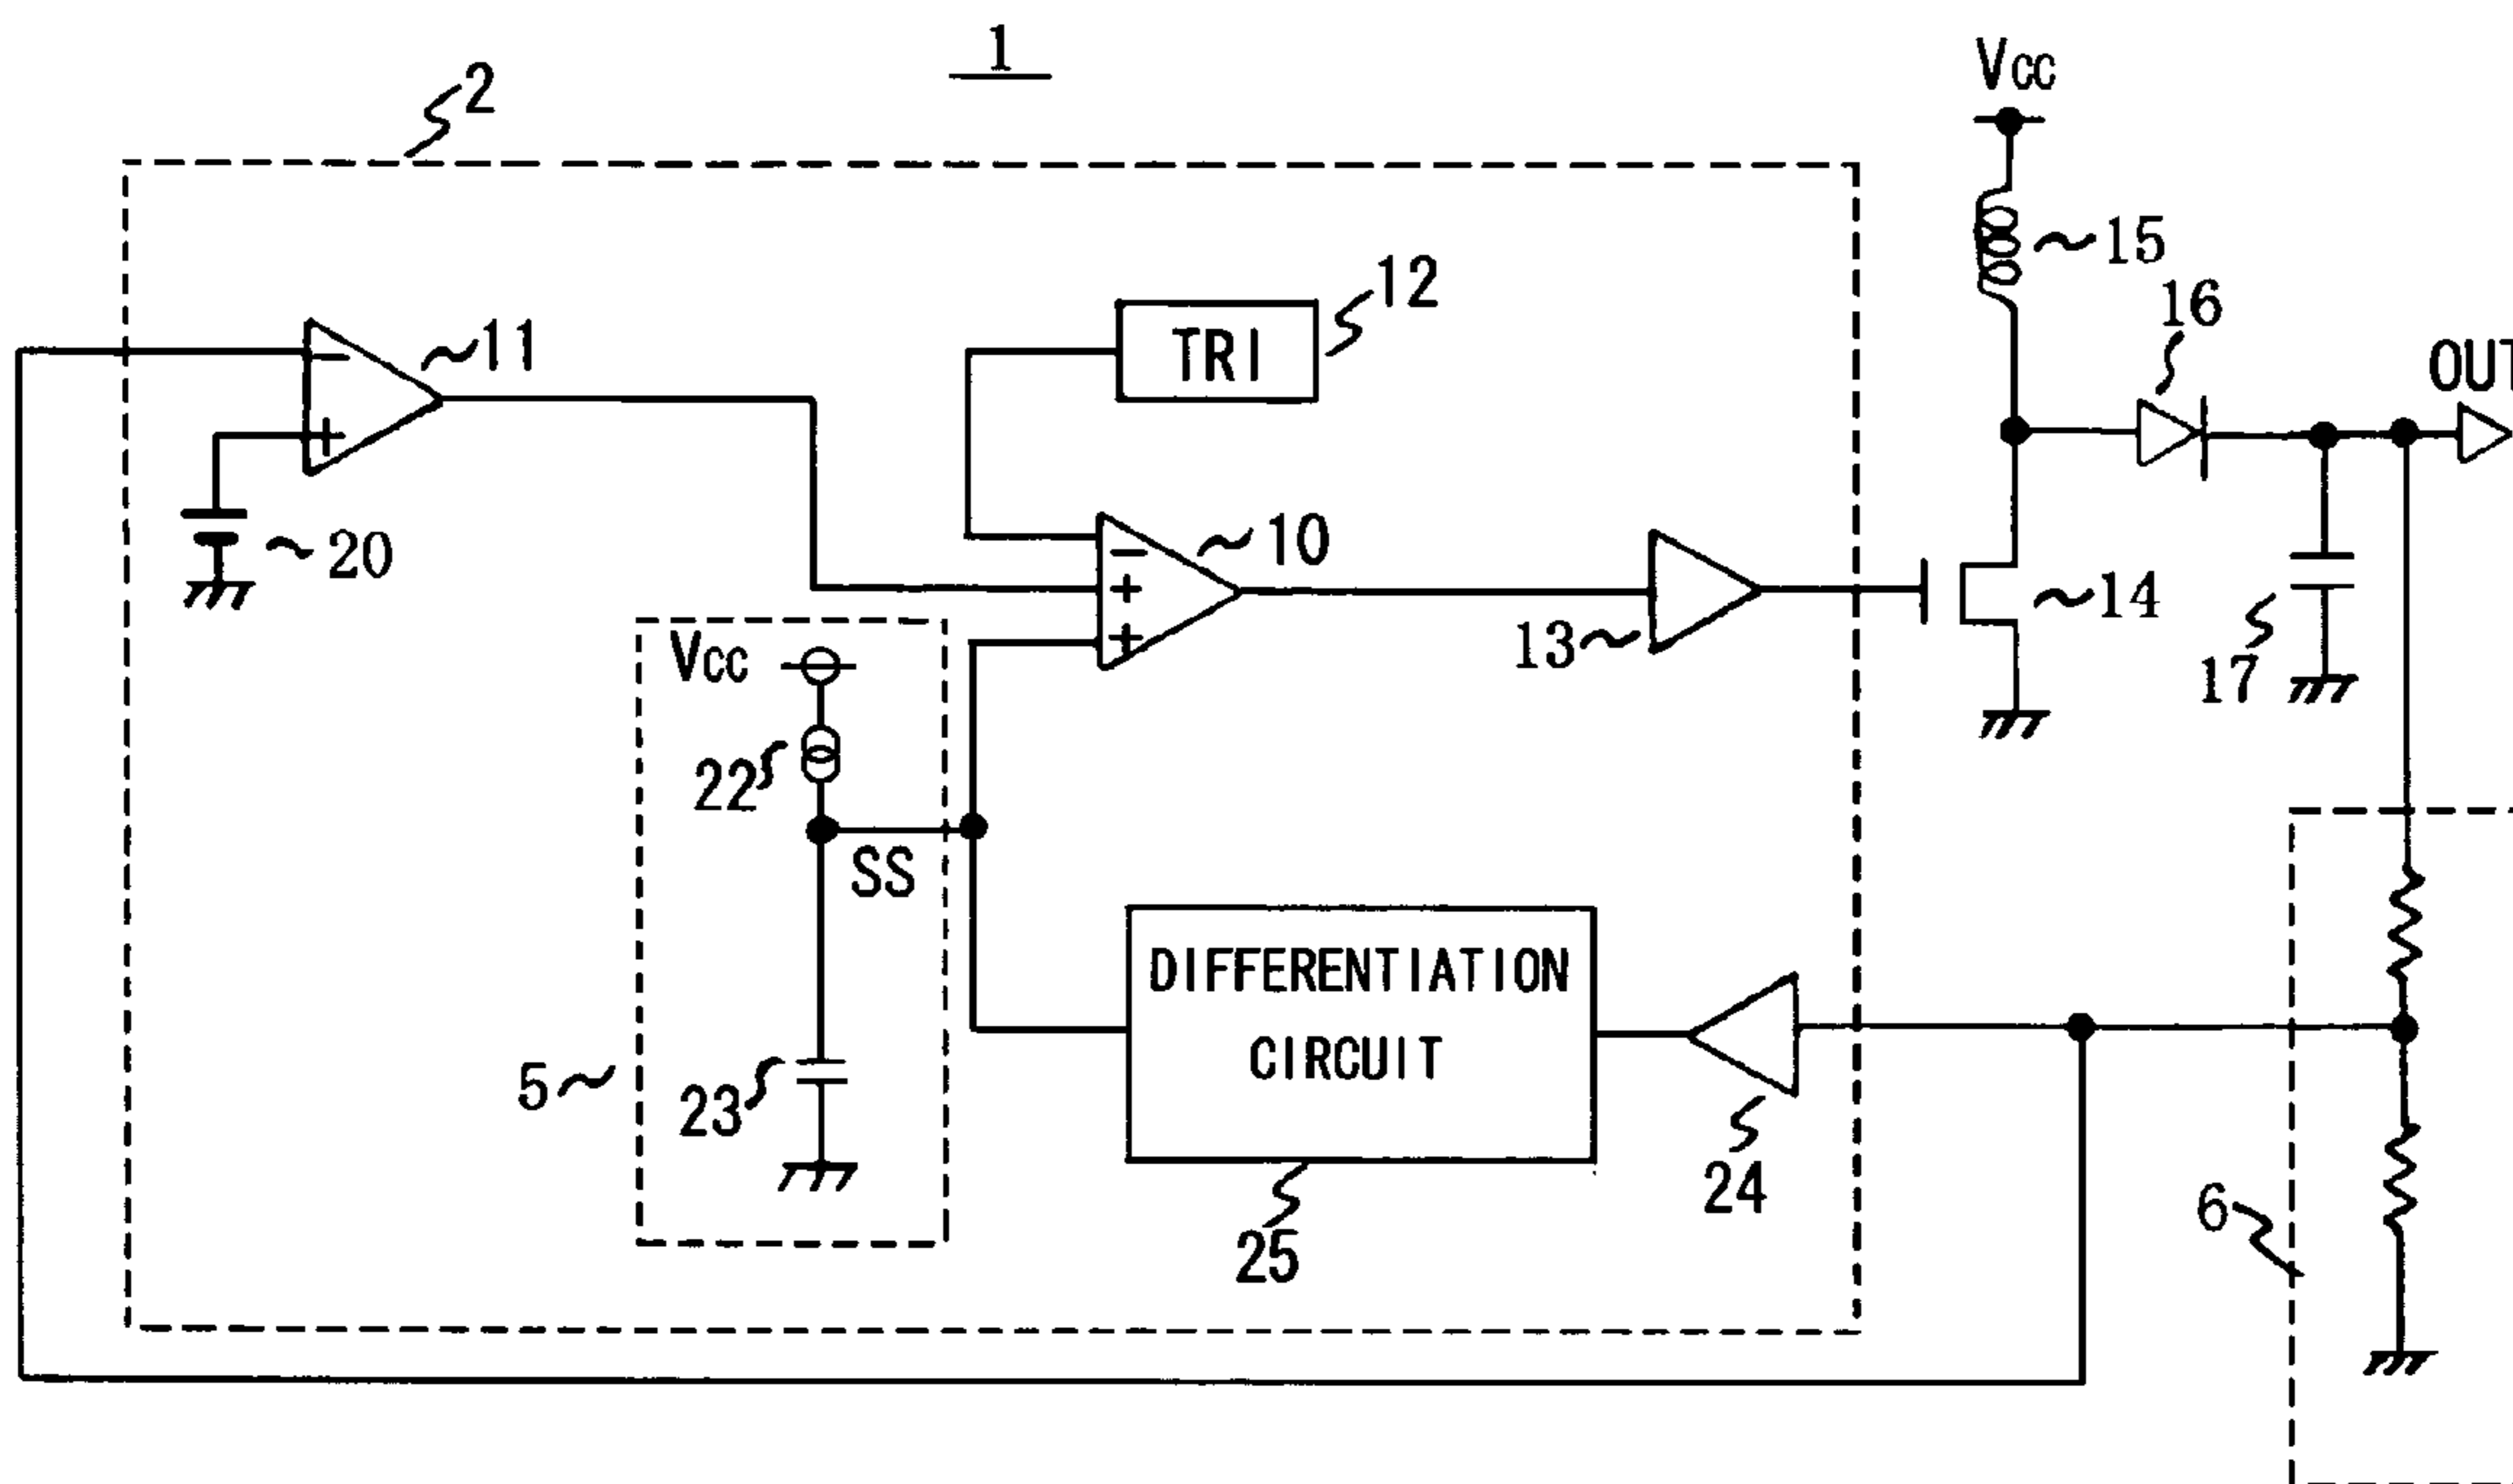 1
2
VCC
15
12
16
TRI
11
OUT
10
20
14
13
VCC
17
22
SS
DIFFERENTIATION
CIRCUIT
5
23
24
6
25